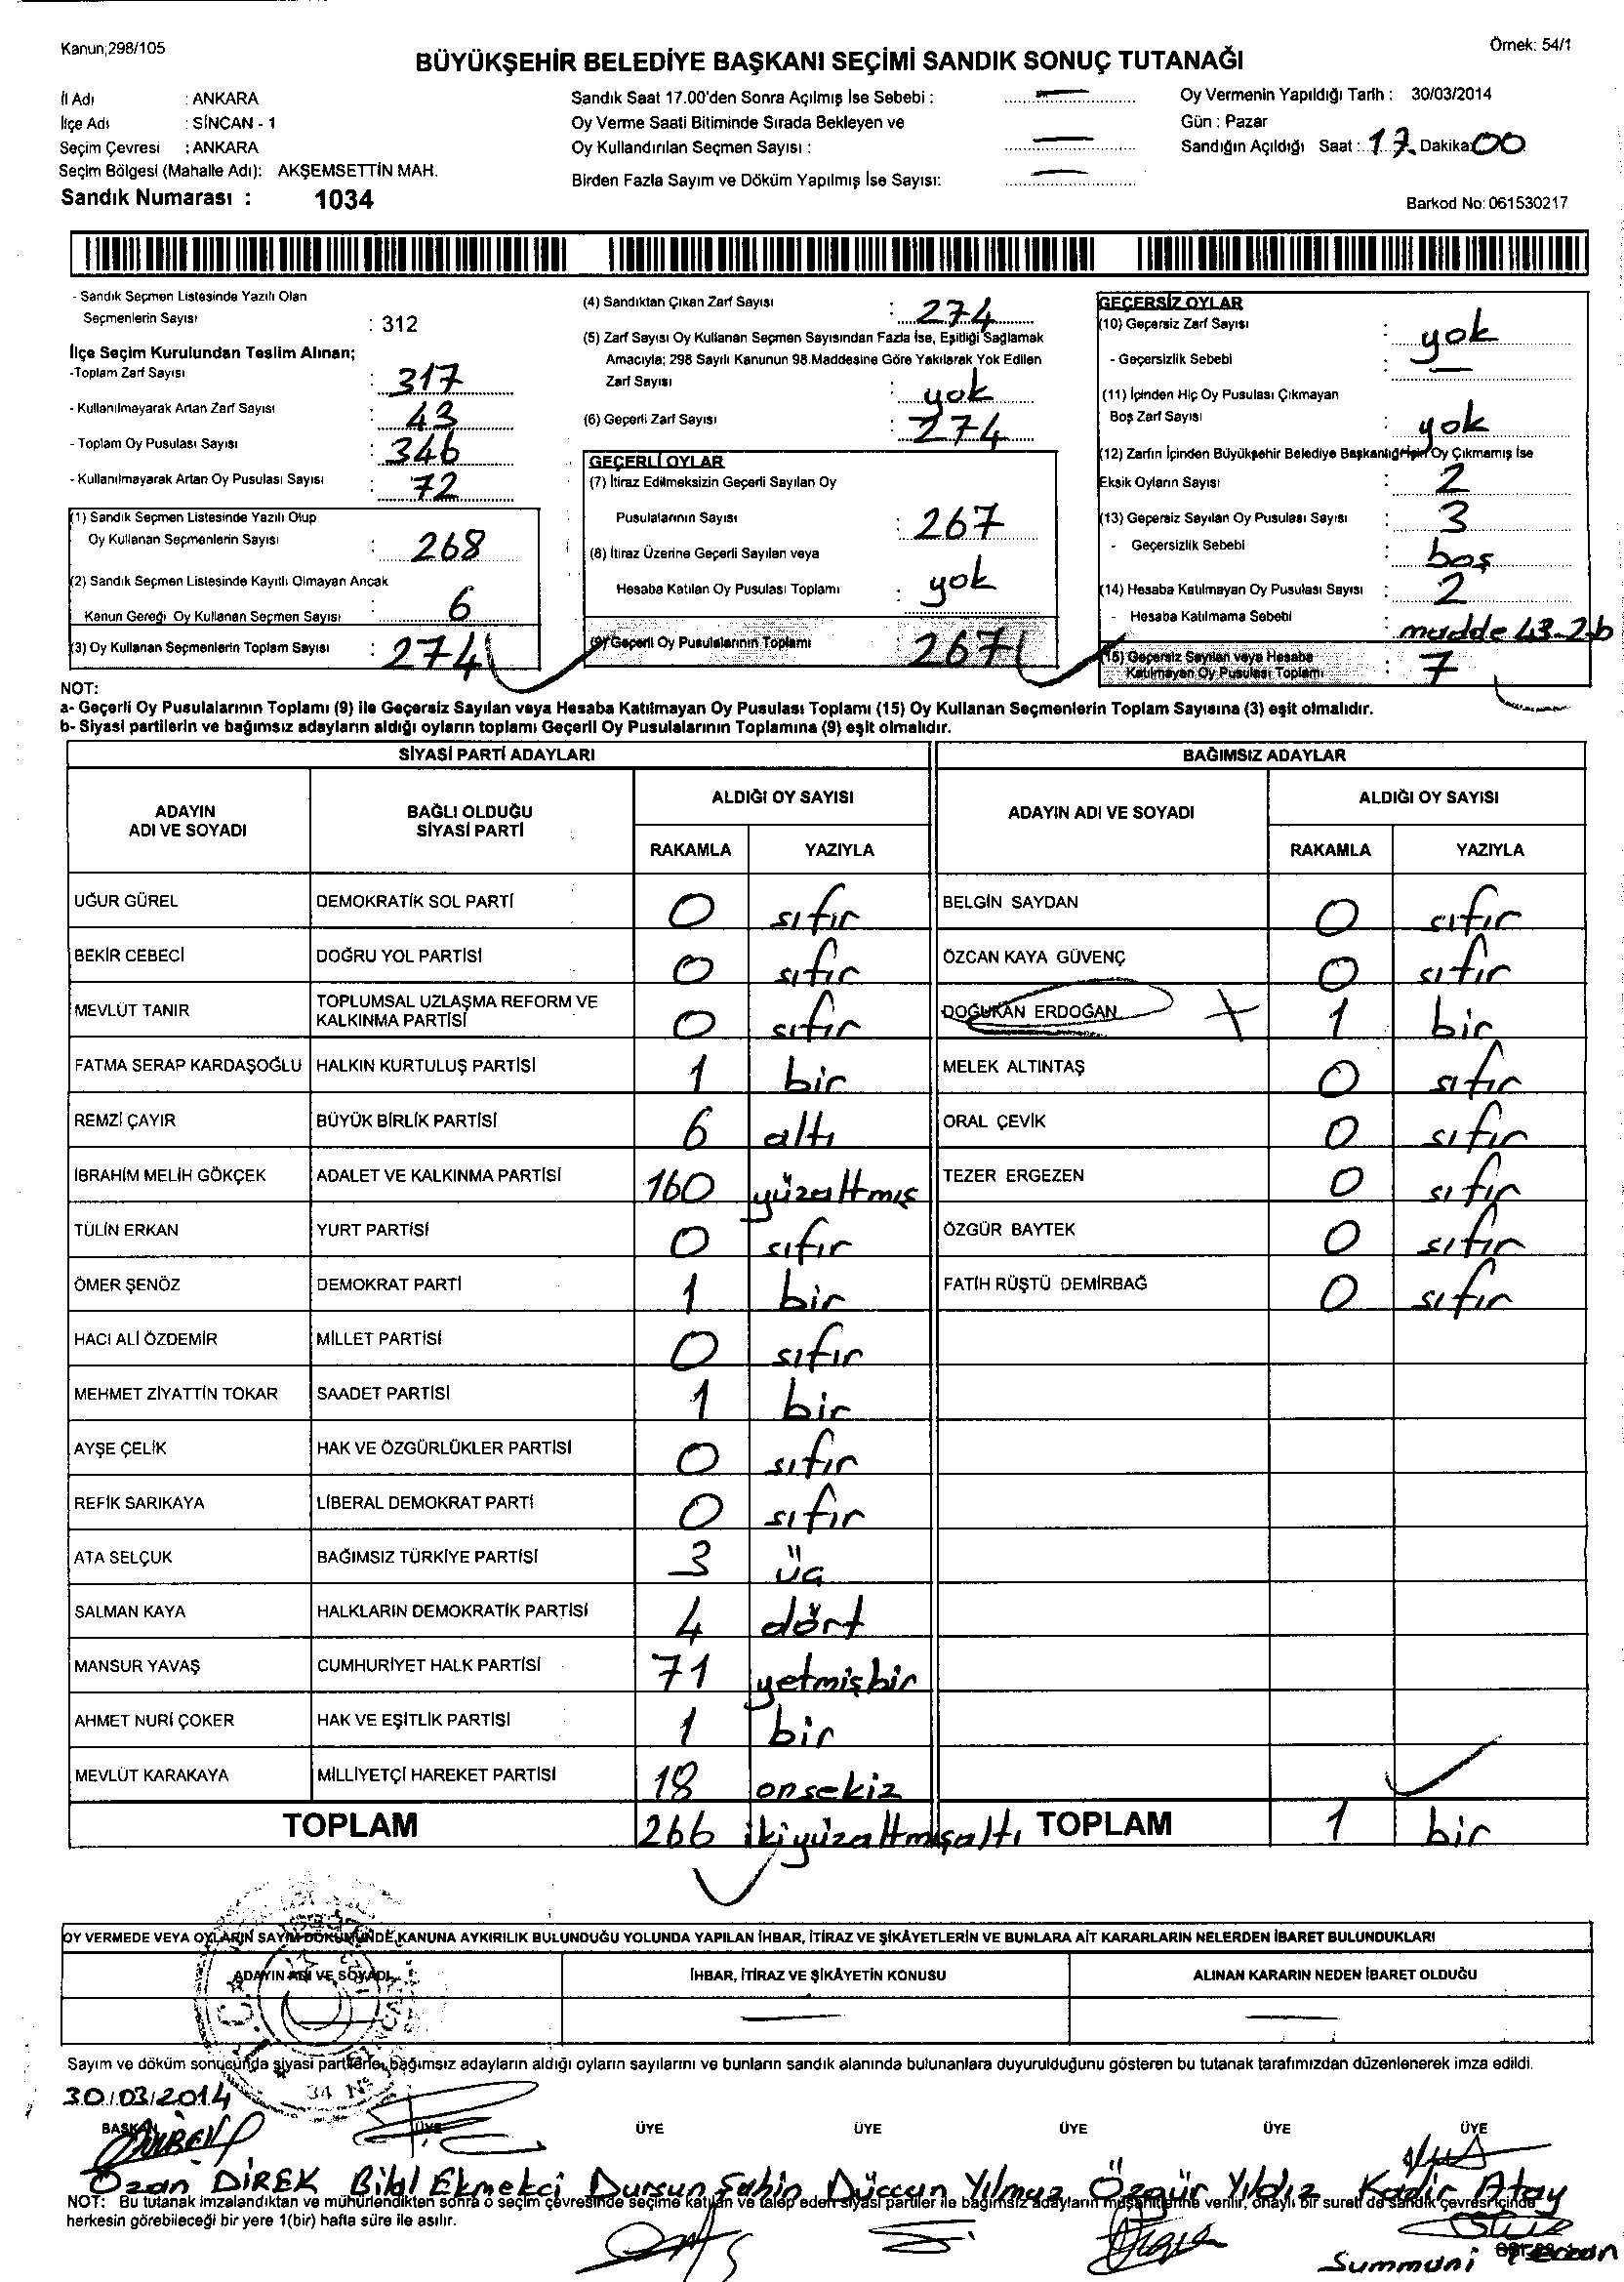 Kanun;298/105
Örnek: 54/1
BÜYÜKŞEHİR BELEDİYE BAŞKANI SEÇİMİ SANDIK SONUÇ TUTANAĞI
İl Adı : ANKARA
İlçe Adı : SİNCAN - 1
Seçim Çevresi : ANKARA
Seçim Bölgesi (Mahalle Adı): AKŞEMSETTİN MAH.
Sandık Numarası : 1034
Sandık Saat 17.00'den Sonra Açılmış İse Sebebi : —
Oy Verme Saati Bitiminde Sırada Bekleyen ve
Oy Kullandırılan Seçmen Sayısı : —
Birden Fazla Sayım ve Döküm Yapılmış İse Sayısı: —
Oy Vermenin Yapıldığı Tarih : 30/03/2014
Gün : Pazar
Sandığın Açıldığı Saat : 17 Dakika: 00
Barkod No: 061530217
- Sandık Seçmen Listesinde Yazılı Olan
Seçmenlerin Sayısı : 312
İlçe Seçim Kurulundan Teslim Alınan;
-Toplam Zarf Sayısı : 317
- Kullanılmayarak Artan Zarf Sayısı : 43
- Toplam Oy Pusulası Sayısı : 346
- Kullanılmayarak Artan Oy Pusulası Sayısı : 72
(1) Sandık Seçmen Listesinde Yazılı Olup
Oy Kullanan Seçmenlerin Sayısı : 268
(2) Sandık Seçmen Listesinde Kayıtlı Olmayan Ancak
Kanun Gereği Oy Kullanan Seçmen Sayısı : 6
(3) Oy Kullanan Seçmenlerin Toplam Sayısı : 274
(4) Sandıktan Çıkan Zarf Sayısı : 274
(5) Zarf Sayısı Oy Kullanan Seçmen Sayısından Fazla İse, Eşitliği Sağlamak
Amacıyla; 298 Sayılı Kanunun 98.Maddesine Göre Yakılarak Yok Edilen
Zarf Sayısı : yok
(6) Geçerli Zarf Sayısı : 274
GEÇERLİ OYLAR
(7) İtiraz Edilmeksizin Geçerli Sayılan Oy
Pusulalarının Sayısı : 267
(8) İtiraz Üzerine Geçerli Sayılan veya
Hesaba Katılan Oy Pusulası Toplamı : yok
(9) Geçerli Oy Pusulalarının Toplamı : 267
GEÇERSİZ OYLAR
(10) Geçersiz Zarf Sayısı : yok
- Geçersizlik Sebebi : —
(11) İçinden Hiç Oy Pusulası Çıkmayan
Boş Zarf Sayısı : yok
(12) Zarfın İçinden Büyükşehir Belediye Başkanlığı İçin Oy Çıkmamış İse
Eksik Oyların Sayısı : 2
(13) Geçersiz Sayılan Oy Pusulası Sayısı : 3
- Geçersizlik Sebebi : boş
(14) Hesaba Katılmayan Oy Pusulası Sayısı : 2
- Hesaba Katılmama Sebebi : madde 43-2b
(15) Geçersiz Sayılan veya Hesaba
Katılmayan Oy Pusulası Toplamı : 7
NOT:
a- Geçerli Oy Pusulalarının Toplamı (9) ile Geçersiz Sayılan veya Hesaba Katılmayan Oy Pusulası Toplamı (15) Oy Kullanan Seçmenlerin Toplam Sayısına (3) eşit olmalıdır.
b- Siyasi partilerin ve bağımsız adayların aldığı oyların toplamı Geçerli Oy Pusulalarının Toplamına (9) eşit olmalıdır.
SİYASİ PARTİ ADAYLARI BAĞIMSIZ ADAYLAR
ADAYIN ADI VE SOYADI BAĞLI OLDUĞU SİYASİ PARTİ ALDIĞI OY SAYISI ADAYIN ADI VE SOYADI ALDIĞI OY SAYISI
RAKAMLA YAZIYLA RAKAMLA YAZIYLA
UĞUR GÜREL DEMOKRATİK SOL PARTİ 0 sıfır BELGİN SAYDAN 0 sıfır
BEKİR CEBECİ DOĞRU YOL PARTİSİ 0 sıfır ÖZCAN KAYA GÜVENÇ 0 sıfır
MEVLÜT TANIR TOPLUMSAL UZLAŞMA REFORM VE KALKINMA PARTİSİ 0 sıfır DOĞUKAN ERDOĞAN 1 bir
FATMA SERAP KARDAŞOĞLU HALKIN KURTULUŞ PARTİSİ 1 bir MELEK ALTINTAŞ 0 sıfır
REMZİ ÇAYIR BÜYÜK BİRLİK PARTİSİ 6 altı ORAL ÇEVİK 0 sıfır
İBRAHİM MELİH GÖKÇEK ADALET VE KALKINMA PARTİSİ 160 yüzaltmış TEZER ERGEZEN 0 sıfır
TÜLİN ERKAN YURT PARTİSİ 0 sıfır ÖZGÜR BAYTEK 0 sıfır
ÖMER ŞENÖZ DEMOKRAT PARTİ 1 bir FATİH RÜŞTÜ DEMİRBAĞ 0 sıfır
HACI ALİ ÖZDEMİR MİLLET PARTİSİ 0 sıfır
MEHMET ZİYATTİN TOKAR SAADET PARTİSİ 1 bir
AYŞE ÇELİK HAK VE ÖZGÜRLÜKLER PARTİSİ 0 sıfır
REFİK SARIKAYA LİBERAL DEMOKRAT PARTİ 0 sıfır
ATA SELÇUK BAĞIMSIZ TÜRKİYE PARTİSİ 3 üç
SALMAN KAYA HALKLARIN DEMOKRATİK PARTİSİ 4 dört
MANSUR YAVAŞ CUMHURİYET HALK PARTİSİ 71 yetmişbir
AHMET NURİ ÇOKER HAK VE EŞİTLİK PARTİSİ 1 bir
MEVLÜT KARAKAYA MİLLİYETÇİ HAREKET PARTİSİ 18 onsekiz
TOPLAM 266 ikiyüzaltmışaltı TOPLAM 1 bir
OY VERMEDE VEYA OYLARIN SAYIM DÖKÜMÜNDE KANUNA AYKIRILIK BULUNDUĞU YOLUNDA YAPILAN İHBAR, İTİRAZ VE ŞİKÂYETLERİN VE BUNLARA AİT KARARLARIN NELERDEN İBARET BULUNDUKLARI
ADAYIN ADI VE SOYADI İHBAR, İTİRAZ VE ŞİKÂYETİN KONUSU ALINAN KARARIN NEDEN İBARET OLDUĞU
— —
Sayım ve döküm sonucunda siyasi partilerle, bağımsız adayların aldığı oyların sayılarını ve bunların sandık alanında bulunanlara duyurulduğunu gösteren bu tutanak tarafımızdan düzenlenerek imza edildi.
30/03/2014
BAŞKAN ÜYE ÜYE ÜYE ÜYE ÜYE ÜYE
Ozan DİREK Bilal Ekmekci Dursun Şahin Düccan Yılmaz Özgür Yıldız Kadir Atay
NOT: Bu tutanak imzalandıktan ve mühürlendikten sonra o seçim çevresinde seçime katılan ve talep eden siyasi partiler ile bağımsız adayların müşahitlerine verilir, onaylı bir sureti de sandık çevresi içinde
herkesin görebileceği bir yere 1(bir) hafta süre ile asılır.
Summani